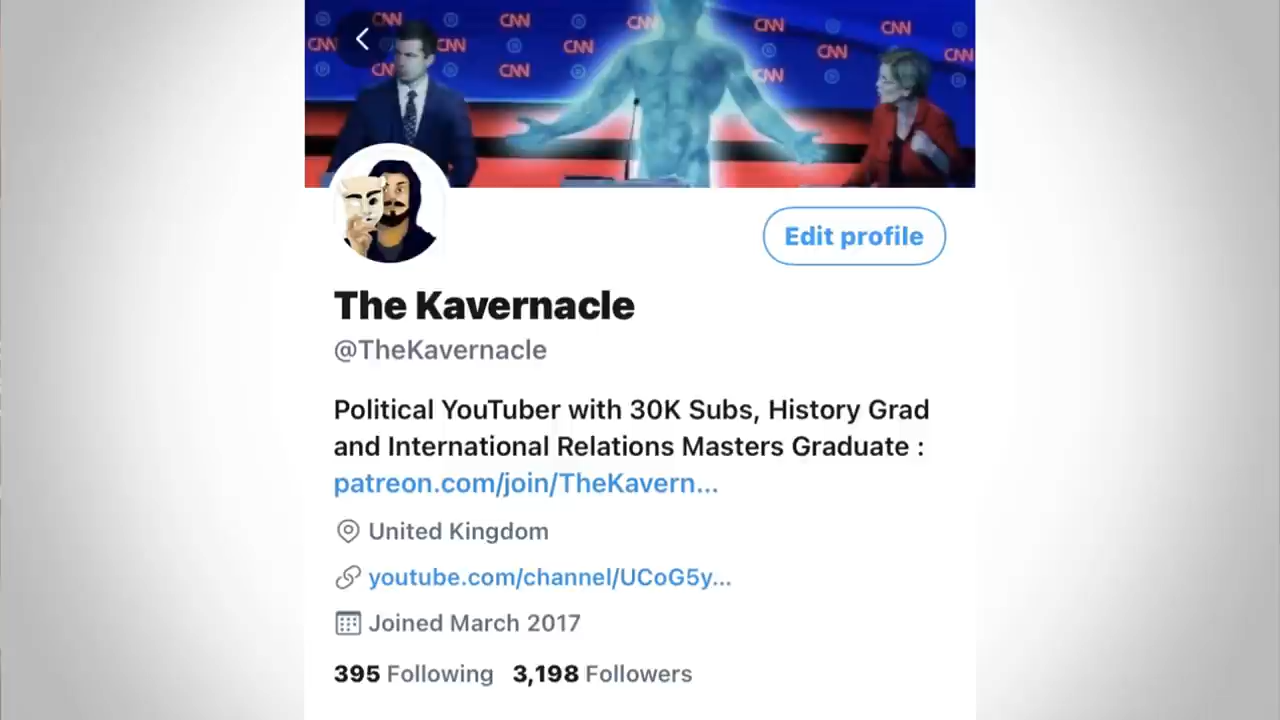 CNN CNN CNN CNN
CNN CNN CNN CNN CNN
CNN CNN CNN
Edit profile
The Kavernacle
@TheKavernacle
Political YouTuber with 30K Subs, History Grad
and International Relations Masters Graduate :
patreon.com/join/TheKavern...
United Kingdom
youtube.com/channel/UCoG5y...
Joined March 2017
395 Following 3,198 Followers